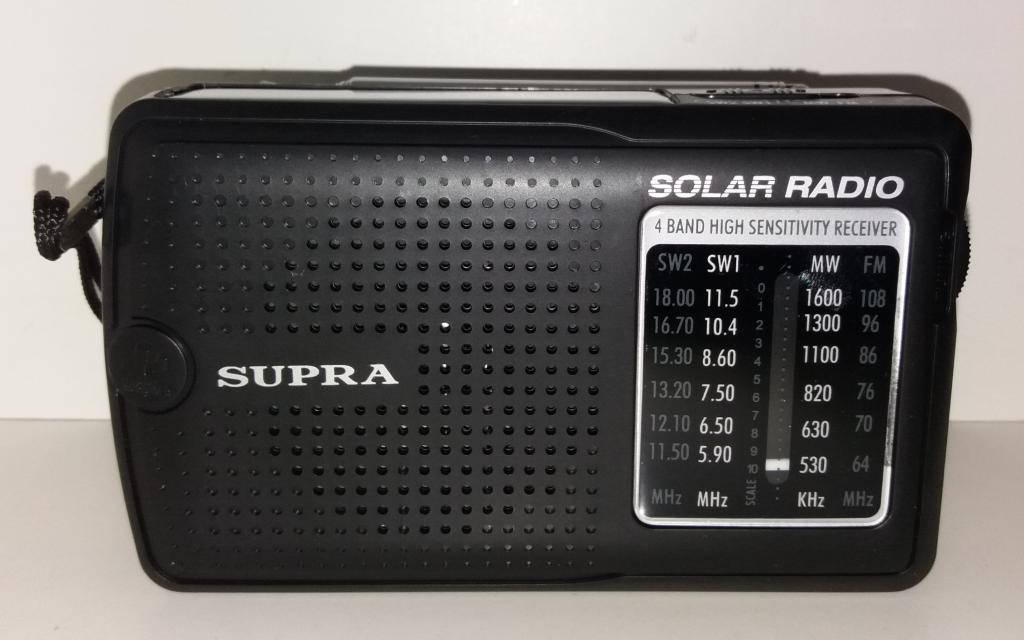 SOLAR RADIO
4 BAND HIGH SENSITIVITY RECEIVER
SW2 SW1 MW FM
18.00 11.5 0 1600 108
1
16.70 10.4 2 1300 96
3
15.30 8.60 4 1100 86
5
13.20 7.50 6 820 76
7
12.10 6.50 8 630 70
9
11.50 5.90 10 530 64
MHz MHz SCALE KHz MHz
SUPRA